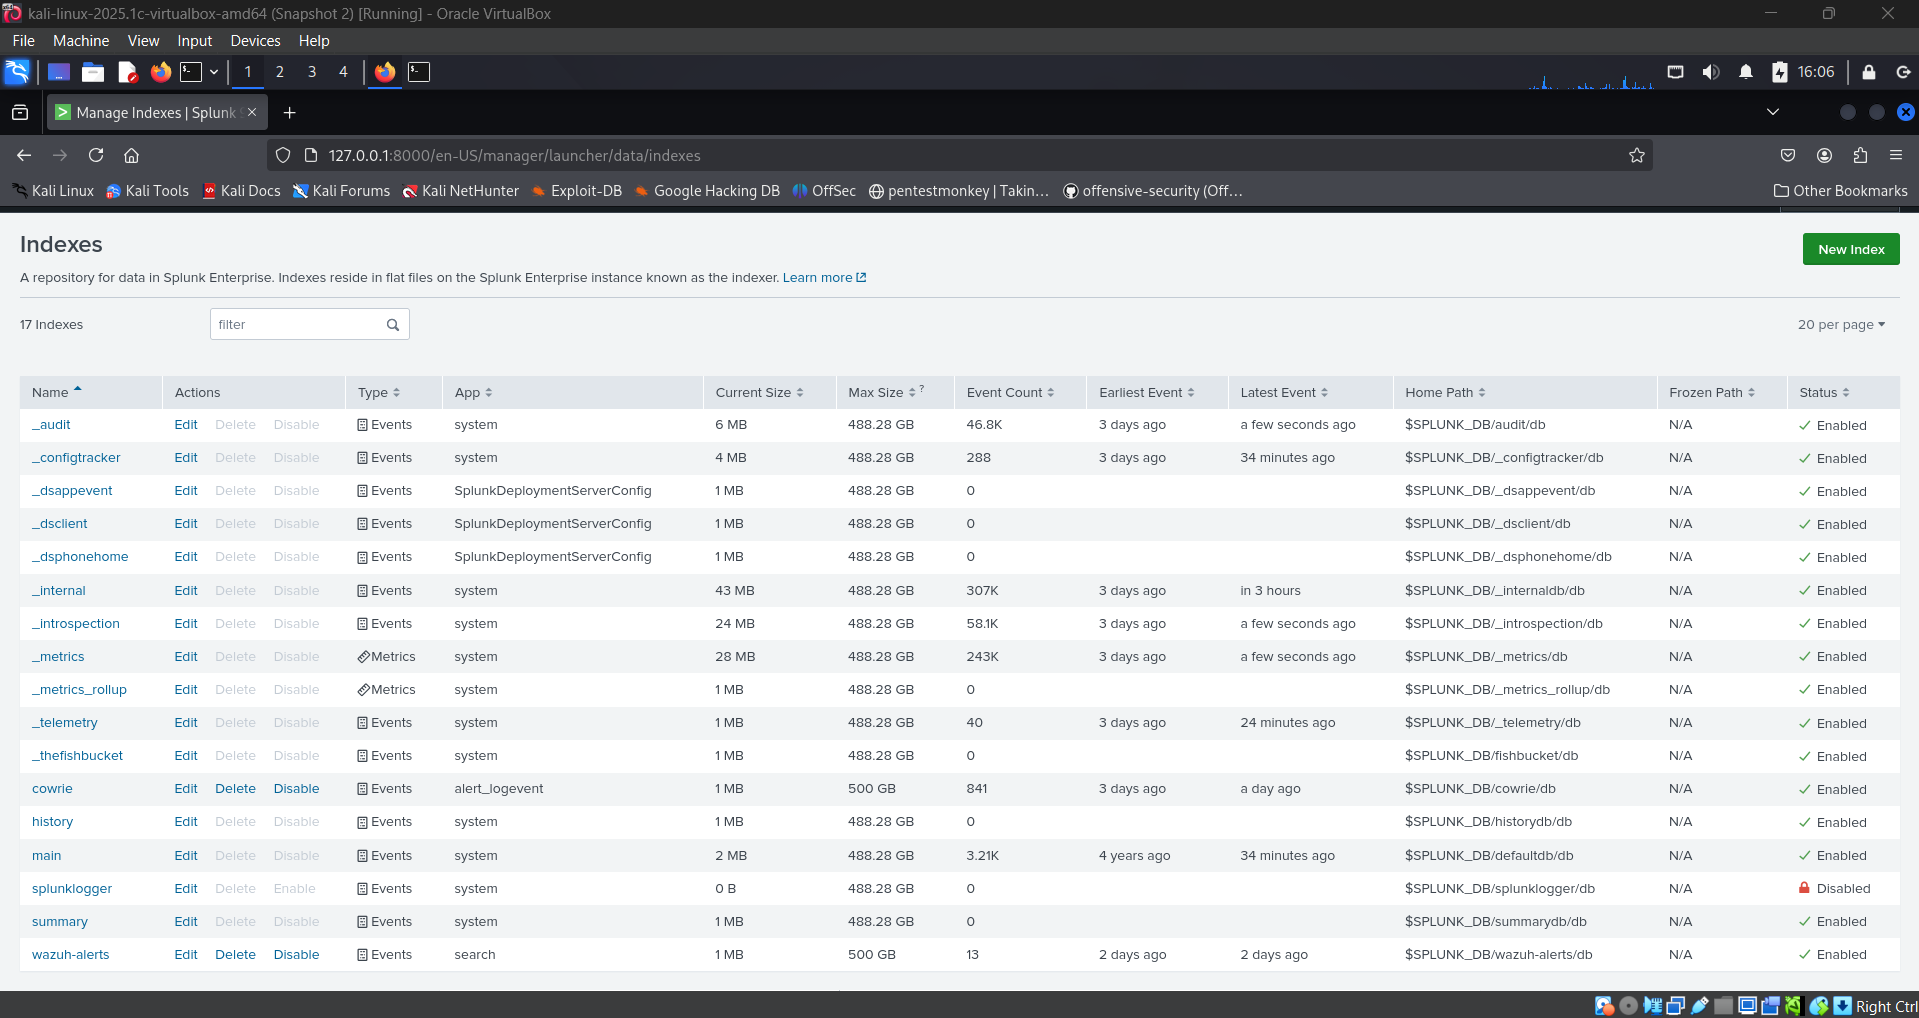 kali-linux-2025.1c-virtualbox-amd64 (Snapshot 2) [Running] - Oracle VirtualBox
File Machine View Input Devices Help
1 2 3 4 16:06
Manage Indexes | Splunk
127.0.0.1:8000/en-US/manager/launcher/data/indexes
Kali Linux Kali Tools Kali Docs Kali Forums Kali NetHunter Exploit-DB Google Hacking DB OffSec pentestmonkey | Takin… offensive-security (Off… Other Bookmarks
Indexes
New Index
A repository for data in Splunk Enterprise. Indexes reside in flat files on the Splunk Enterprise instance known as the indexer. Learn more
17 Indexes filter 20 per page
Name Actions Type App Current Size Max Size ? Event Count Earliest Event Latest Event Home Path Frozen Path Status
_audit Edit Delete Disable Events system 6 MB 488.28 GB 46.8K 3 days ago a few seconds ago $SPLUNK_DB/audit/db N/A Enabled
_configtracker Edit Delete Disable Events system 4 MB 488.28 GB 288 3 days ago 34 minutes ago $SPLUNK_DB/_configtracker/db N/A Enabled
_dsappevent Edit Delete Disable Events SplunkDeploymentServerConfig 1 MB 488.28 GB 0 $SPLUNK_DB/_dsappevent/db N/A Enabled
_dsclient Edit Delete Disable Events SplunkDeploymentServerConfig 1 MB 488.28 GB 0 $SPLUNK_DB/_dsclient/db N/A Enabled
_dsphonehome Edit Delete Disable Events SplunkDeploymentServerConfig 1 MB 488.28 GB 0 $SPLUNK_DB/_dsphonehome/db N/A Enabled
_internal Edit Delete Disable Events system 43 MB 488.28 GB 307K 3 days ago in 3 hours $SPLUNK_DB/_internaldb/db N/A Enabled
_introspection Edit Delete Disable Events system 24 MB 488.28 GB 58.1K 3 days ago a few seconds ago $SPLUNK_DB/_introspection/db N/A Enabled
_metrics Edit Delete Disable Metrics system 28 MB 488.28 GB 243K 3 days ago a few seconds ago $SPLUNK_DB/_metrics/db N/A Enabled
_metrics_rollup Edit Delete Disable Metrics system 1 MB 488.28 GB 0 $SPLUNK_DB/_metrics_rollup/db N/A Enabled
_telemetry Edit Delete Disable Events system 1 MB 488.28 GB 40 3 days ago 24 minutes ago $SPLUNK_DB/_telemetry/db N/A Enabled
_thefishbucket Edit Delete Disable Events system 1 MB 488.28 GB 0 $SPLUNK_DB/fishbucket/db N/A Enabled
cowrie Edit Delete Disable Events alert_logevent 1 MB 500 GB 841 3 days ago a day ago $SPLUNK_DB/cowrie/db N/A Enabled
history Edit Delete Disable Events system 1 MB 488.28 GB 0 $SPLUNK_DB/historydb/db N/A Enabled
main Edit Delete Disable Events system 2 MB 488.28 GB 3.21K 4 years ago 34 minutes ago $SPLUNK_DB/defaultdb/db N/A Enabled
splunklogger Edit Delete Enable Events system 0 B 488.28 GB 0 $SPLUNK_DB/splunklogger/db N/A Disabled
summary Edit Delete Disable Events system 1 MB 488.28 GB 0 $SPLUNK_DB/summarydb/db N/A Enabled
wazuh-alerts Edit Delete Disable Events search 1 MB 500 GB 13 2 days ago 2 days ago $SPLUNK_DB/wazuh-alerts/db N/A Enabled
Right Ctrl